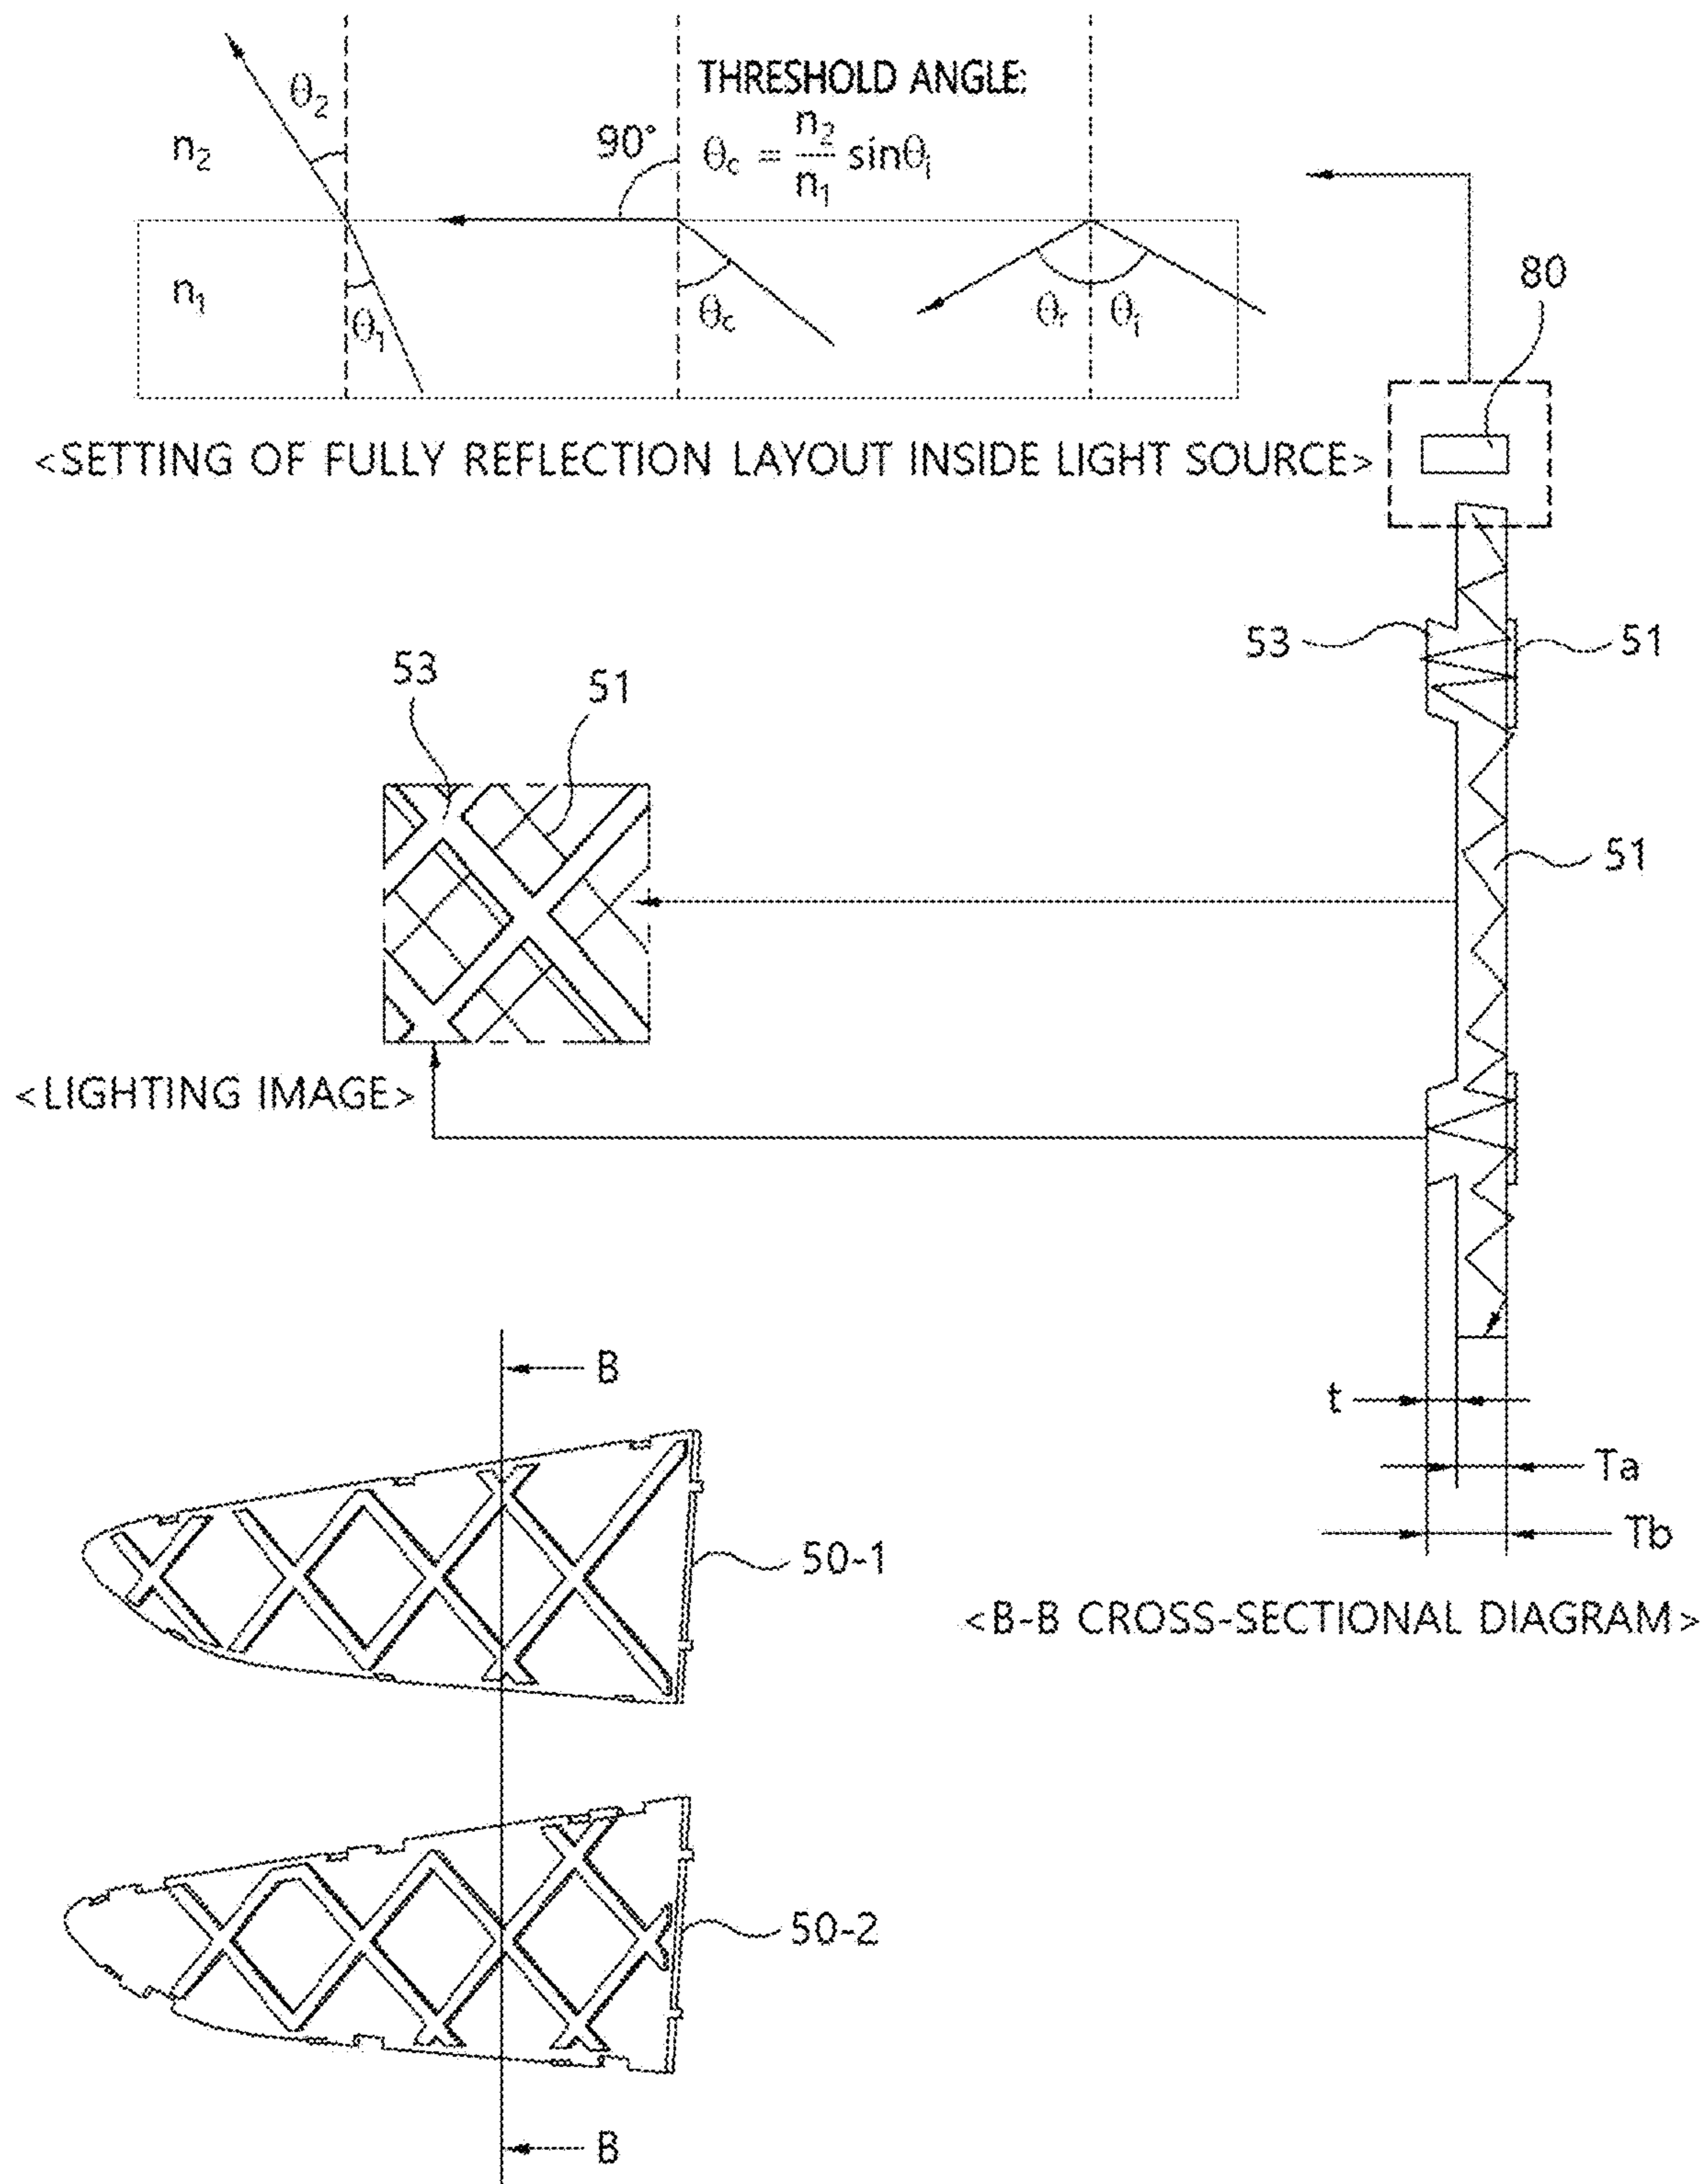 θ2
n2
n1
θ1
90°
THRESHOLD ANGLE:
θc = n2/n1 sinθi
θc
θr
θi
80
<SETTING OF FULLY REFLECTION LAYOUT INSIDE LIGHT SOURCE>
53
51
53
51
51
<LIGHTING IMAGE>
t
Ta
Tb
<B-B CROSS-SECTIONAL DIAGRAM>
B
50-1
50-2
B